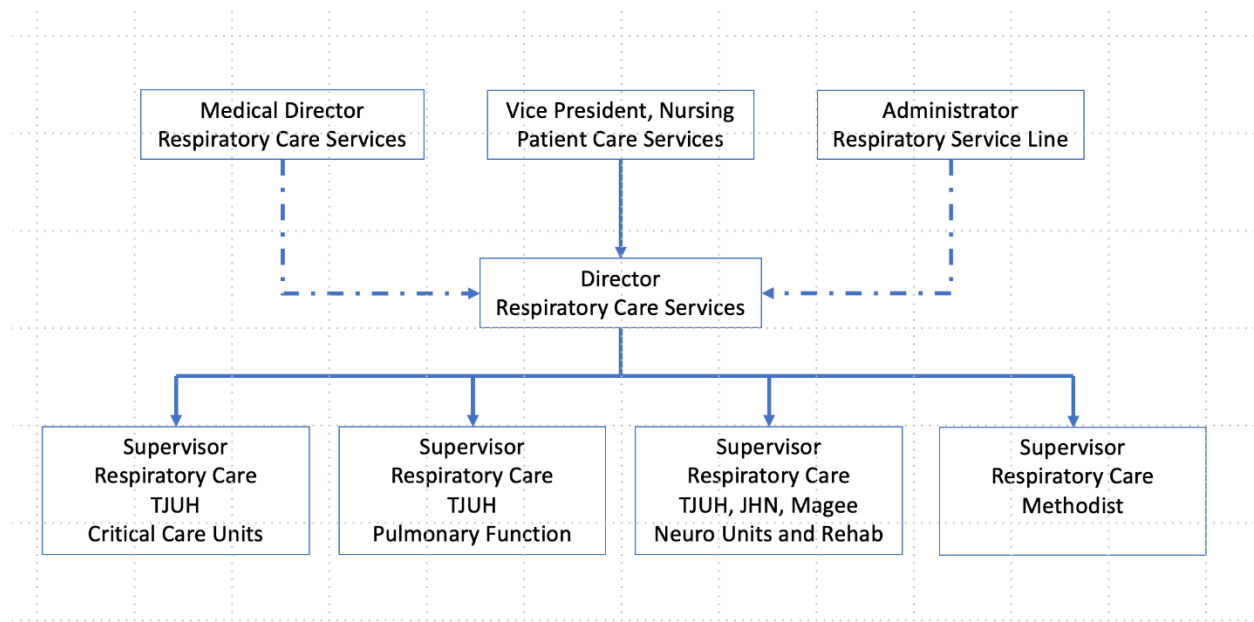 Medical Director
Respiratory Care Services
Vice President, Nursing
Patient Care Services
Administrator
Respiratory Service Line
Director
Respiratory Care Services
Supervisor
Respiratory Care
TJUH
Critical Care Units
Supervisor
Respiratory Care
TJUH
Pulmonary Function
Supervisor
Respiratory Care
TJUH, JHN, Magee
Neuro Units and Rehab
Supervisor
Respiratory Care
Methodist